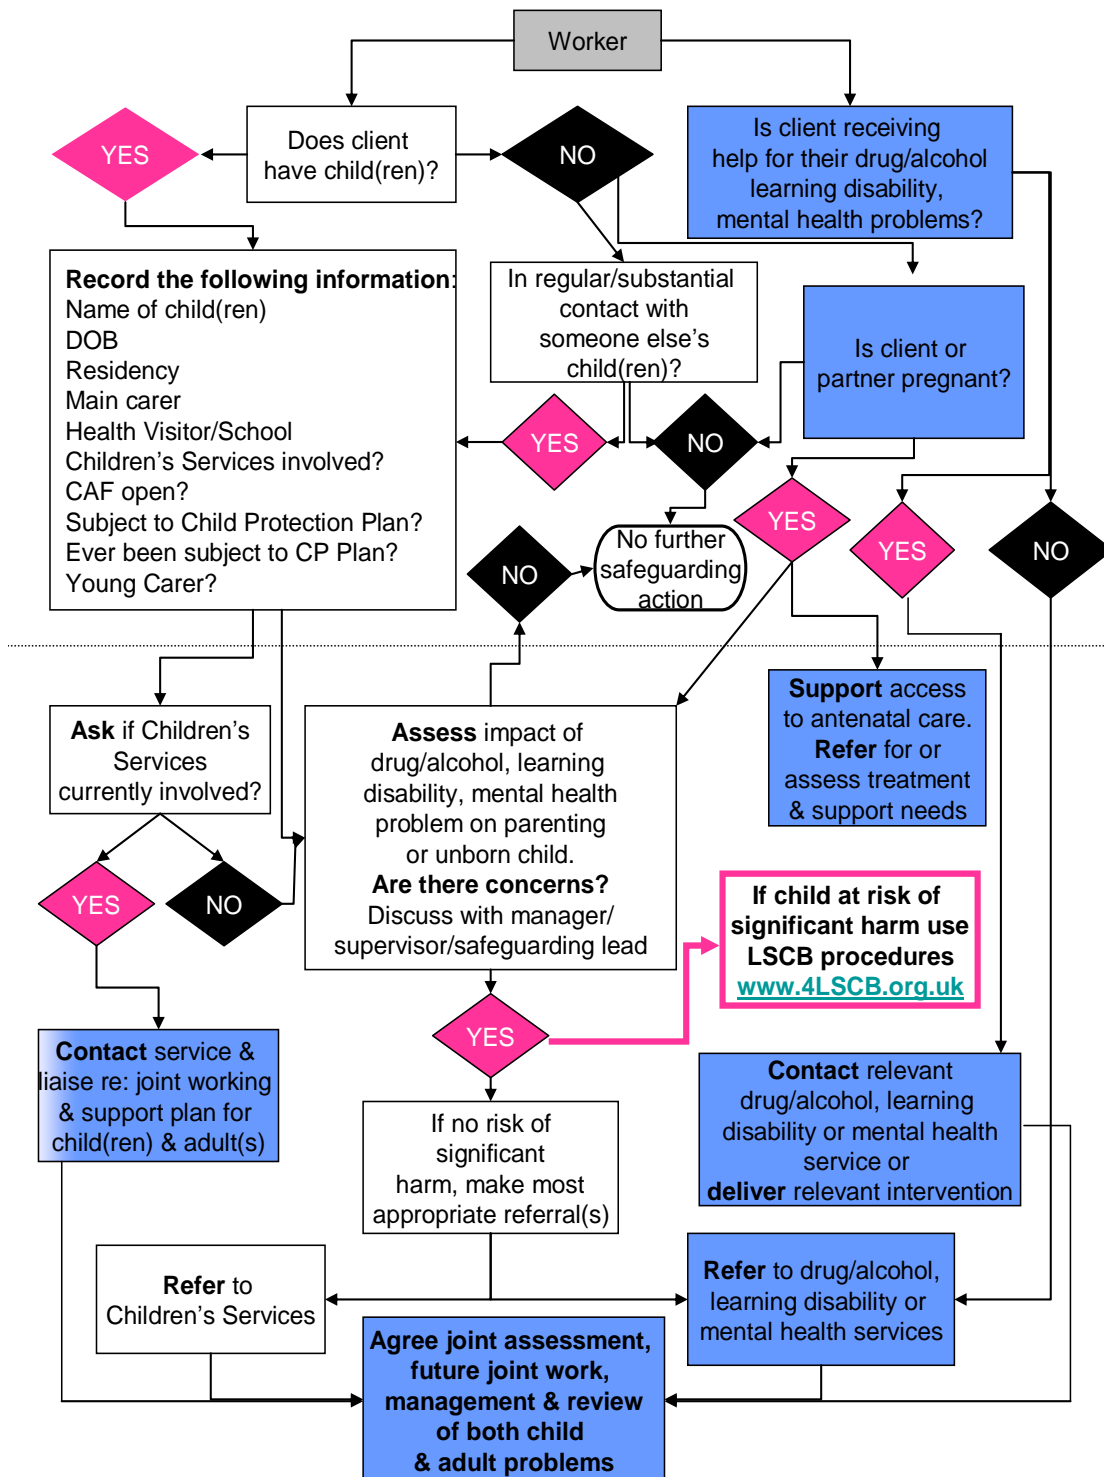 Worker
YES
Does client
have child(ren)?
NO
Is client receiving
help for their drug/alcohol
learning disability,
mental health problems?
Record the following information:
Name of child(ren)
DOB
Residency
Main carer
Health Visitor/School
Children's Services involved?
CAF open?
Subject to Child Protection Plan?
Ever been subject to CP Plan?
Young Carer?
In regular/substantial
contact with
someone else's
child(ren)?
Is client or
partner pregnant?
YES
NO
YES
YES
NO
NO
No further
safeguarding
action
Ask if Children's
Services
currently involved?
Assess impact of
drug/alcohol, learning
disability, mental health
problem on parenting
or unborn child.
Are there concerns?
Discuss with manager/
supervisor/safeguarding lead
Support access
to antenatal care.
Refer for or
assess treatment
& support needs
YES
NO
If child at risk of
significant harm use
LSCB procedures
www.4LSCB.org.uk
YES
Contact service &
liaise re: joint working
& support plan for
child(ren) & adult(s)
Contact relevant
drug/alcohol, learning
disability or mental health
service or
deliver relevant intervention
If no risk of
significant
harm, make most
appropriate referral(s)
Refer to
Children's Services
Refer to drug/alcohol,
learning disability or
mental health services
Agree joint assessment,
future joint work,
management & review
of both child
& adult problems